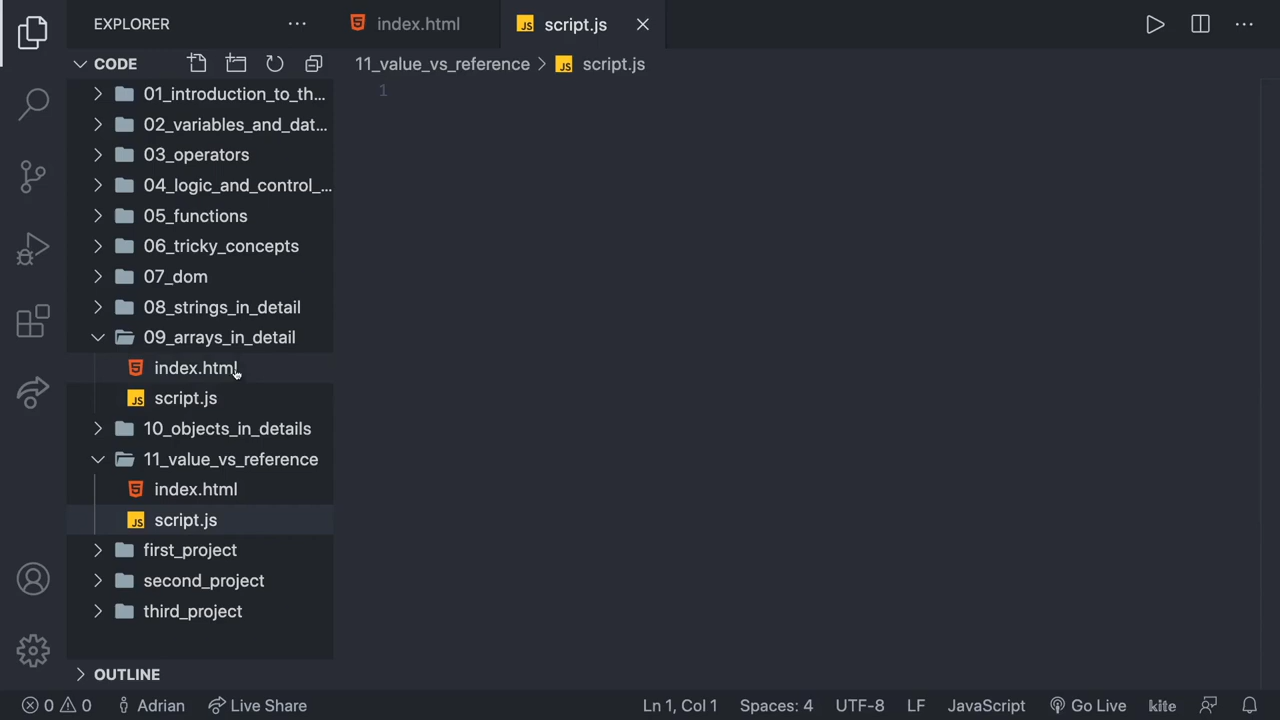 EXPLORER
index.html
script.js
CODE
11_value_vs_reference > script.js
01_introduction_to_th...
1
02_variables_and_dat...
03_operators
04_logic_and_control_...
05_functions
06_tricky_concepts
07_dom
08_strings_in_detail
09_arrays_in_detail
index.html
script.js
10_objects_in_details
11_value_vs_reference
index.html
script.js
first_project
second_project
third_project
OUTLINE
0 0 Adrian Live Share Ln 1, Col 1 Spaces: 4 UTF-8 LF JavaScript Go Live kite